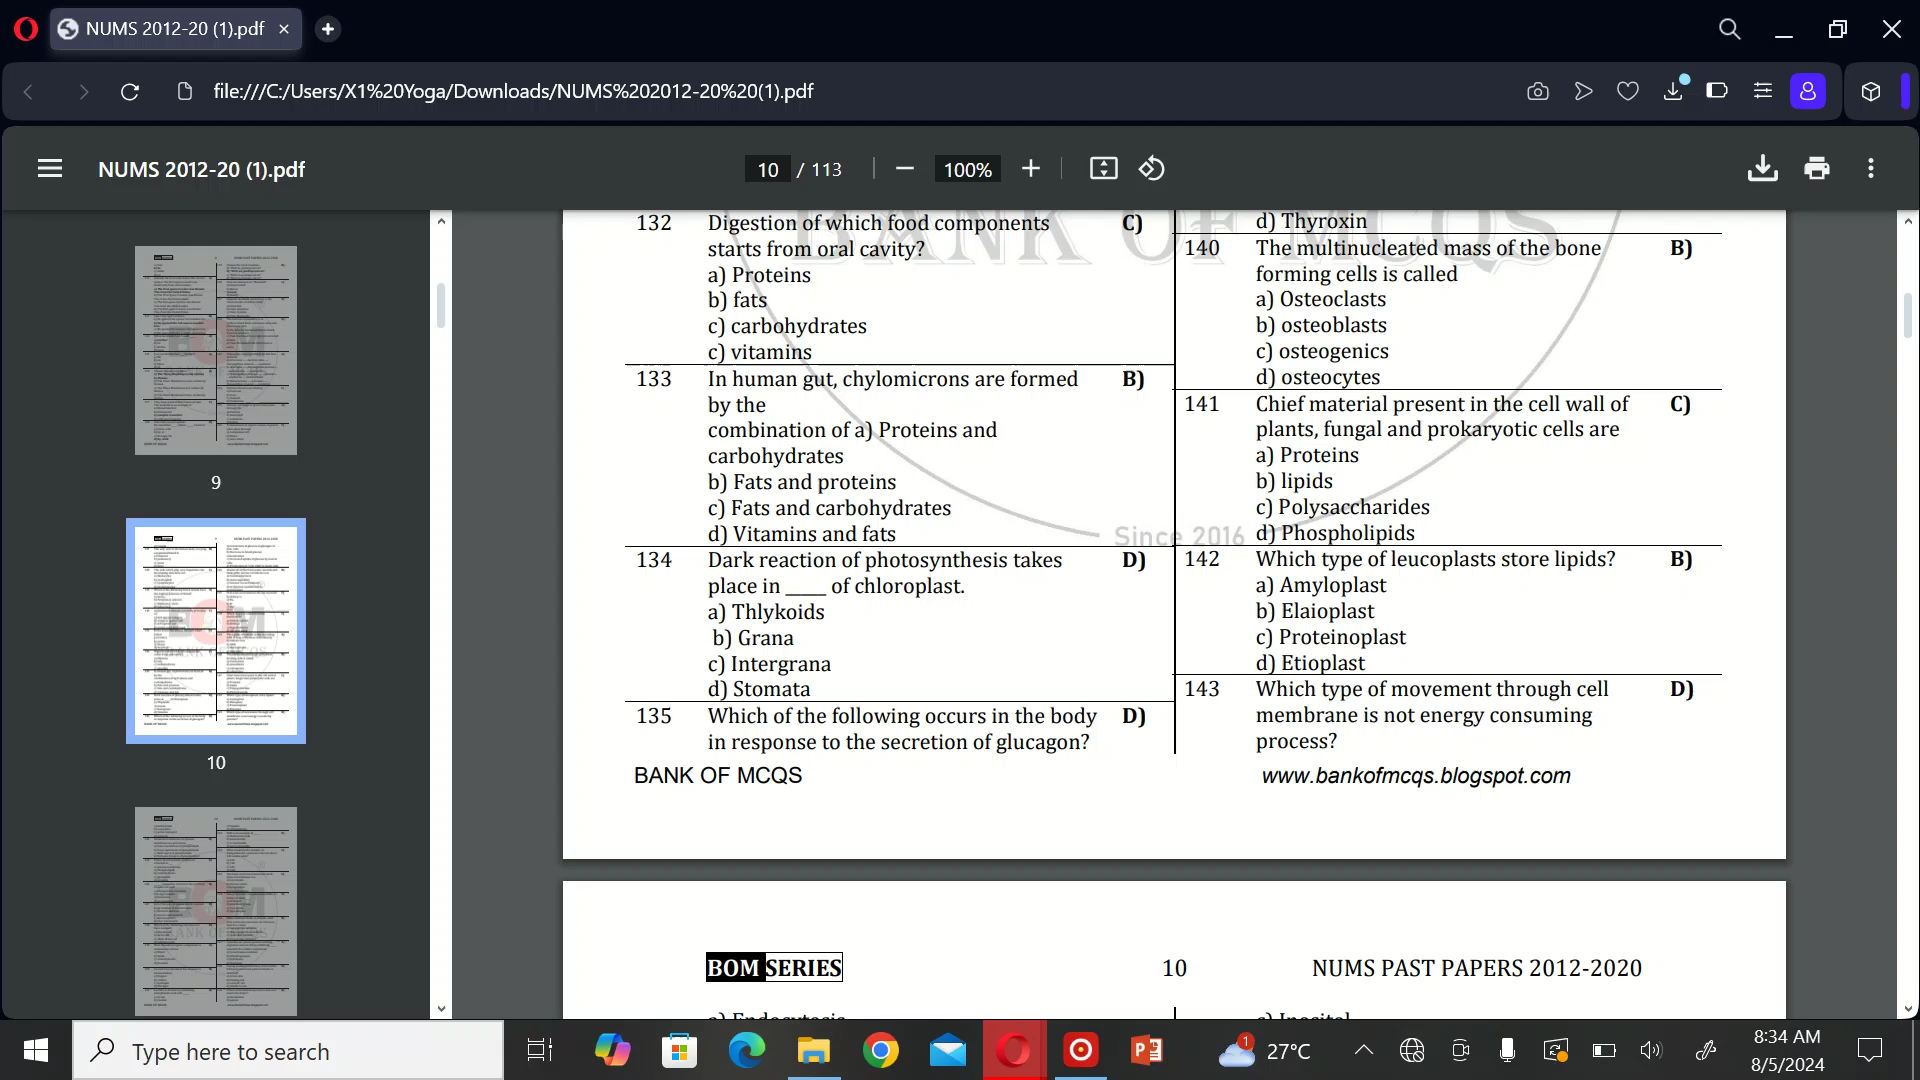 NUMS 2012-20 (1).pdf
file:///C:/Users/X1%20Yoga/Downloads/NUMS%202012-20%20(1).pdf
NUMS 2012-20 (1).pdf
10 / 113
100%
9
10
BANK OF MCQS
Since 2016
132 Digestion of which food components C)
starts from oral cavity?
a) Proteins
b) fats
c) carbohydrates
c) vitamins
133 In human gut, chylomicrons are formed B)
by the
combination of a) Proteins and
carbohydrates
b) Fats and proteins
c) Fats and carbohydrates
d) Vitamins and fats
134 Dark reaction of photosynthesis takes D)
place in _____ of chloroplast.
a) Thlykoids
b) Grana
c) Intergrana
d) Stomata
135 Which of the following occurs in the body D)
in response to the secretion of glucagon?
d) Thyroxin
140 The multinucleated mass of the bone B)
forming cells is called
a) Osteoclasts
b) osteoblasts
c) osteogenics
d) osteocytes
141 Chief material present in the cell wall of C)
plants, fungal and prokaryotic cells are
a) Proteins
b) lipids
c) Polysaccharides
d) Phospholipids
142 Which type of leucoplasts store lipids? B)
a) Amyloplast
b) Elaioplast
c) Proteinoplast
d) Etioplast
143 Which type of movement through cell D)
membrane is not energy consuming
process?
BANK OF MCQS
www.bankofmcqs.blogspot.com
BOM SERIES
10
NUMS PAST PAPERS 2012-2020
Type here to search
1
27°C
8:34 AM
8/5/2024